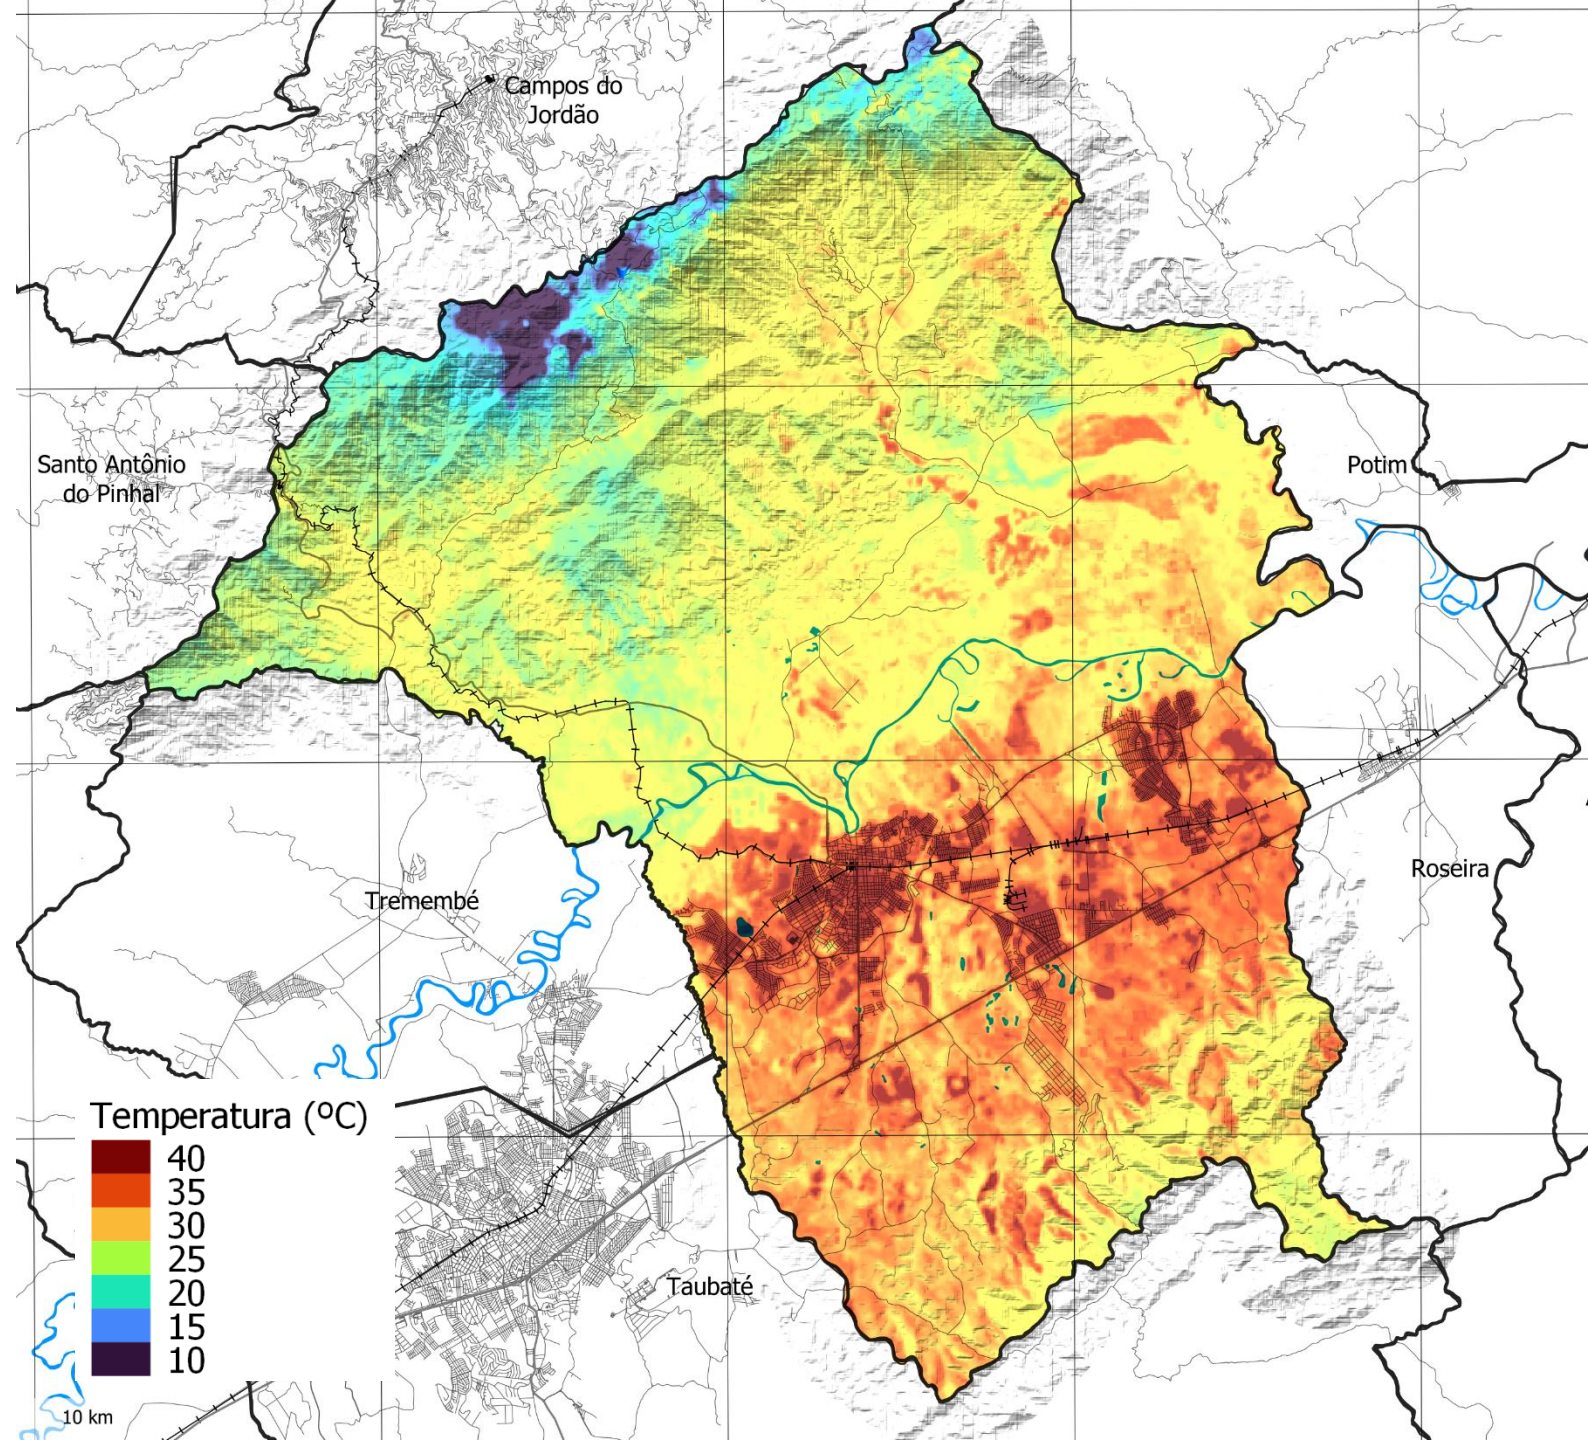 Campos do
Jordão
Santo Antônio
do Pinhal
Potim
Tremembé
Roseira
Temperatura (ºC)
40
35
30
25
20
15
10
Taubaté
10 km